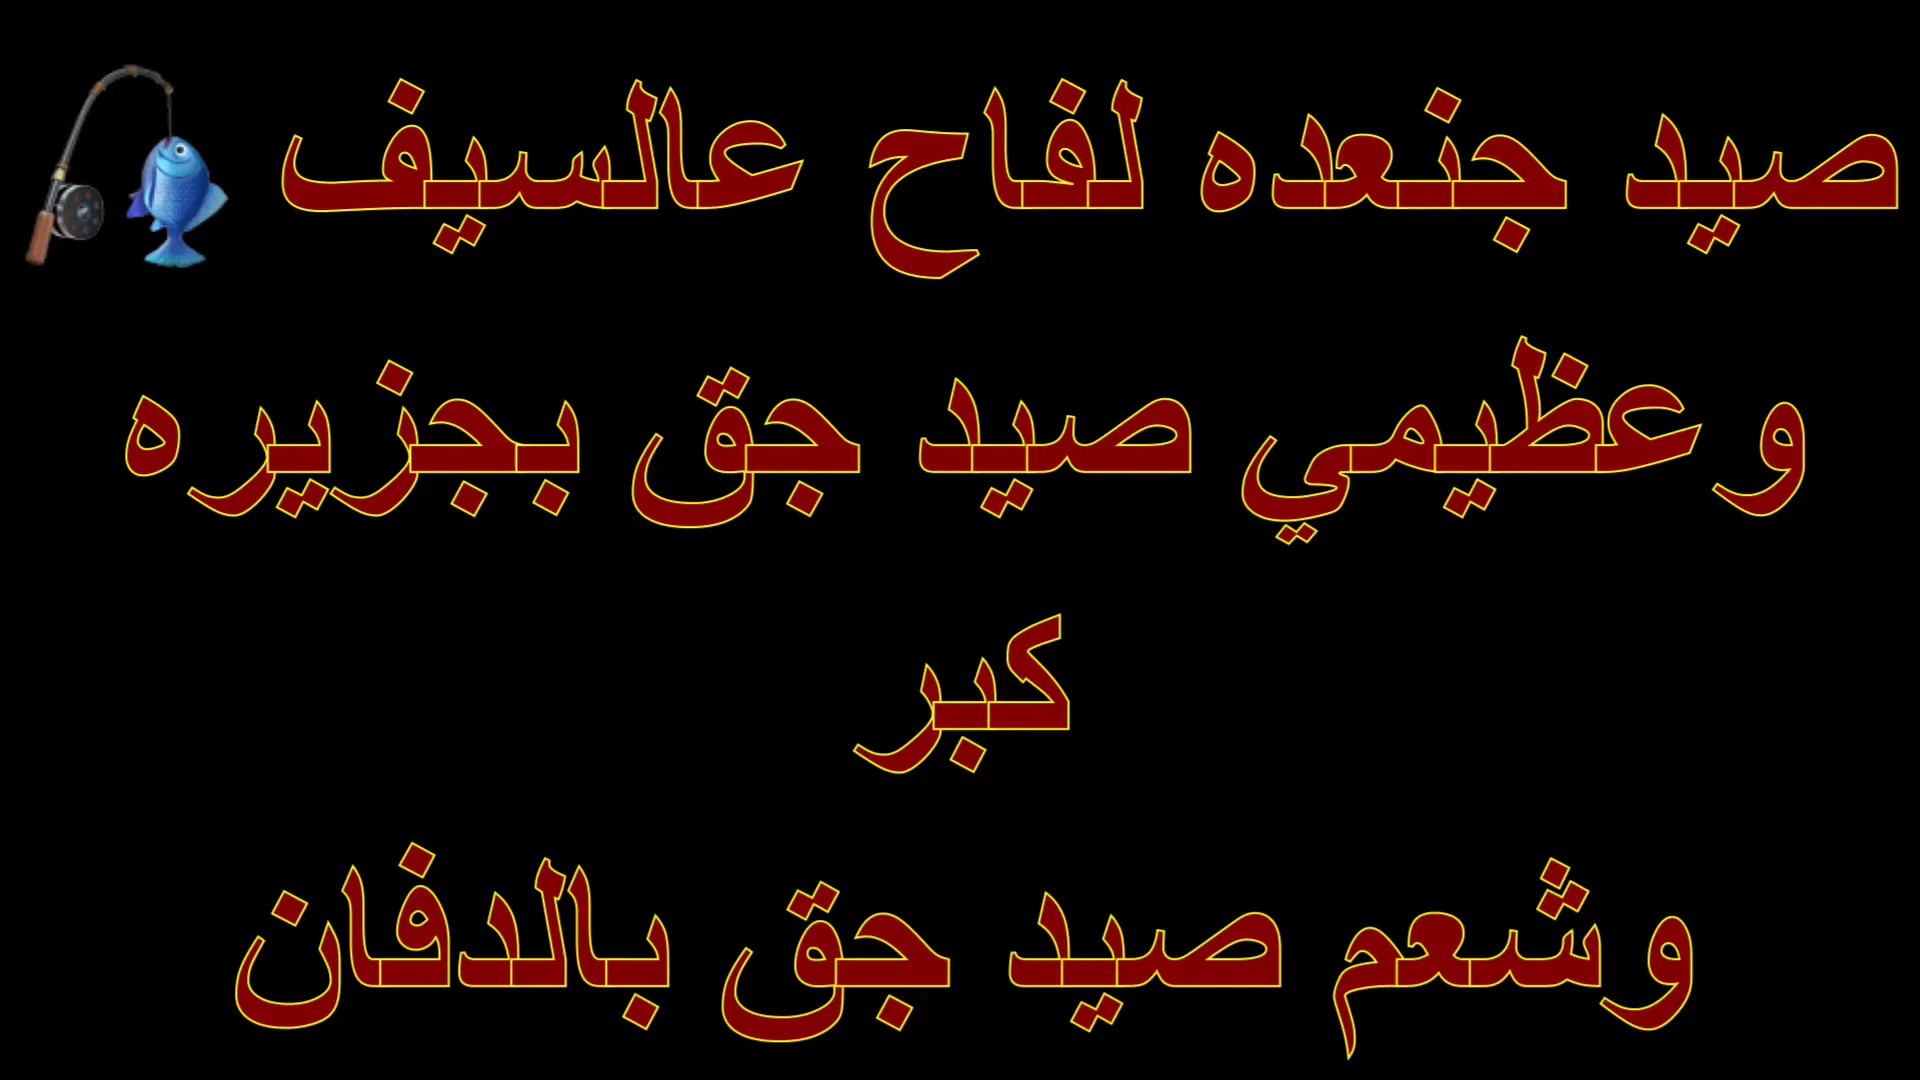 صيد جنعده لفاح عالسيف 🎣
وعظيمي صيد جق بجزيره
كبر
وشعم صيد جق بالدفان